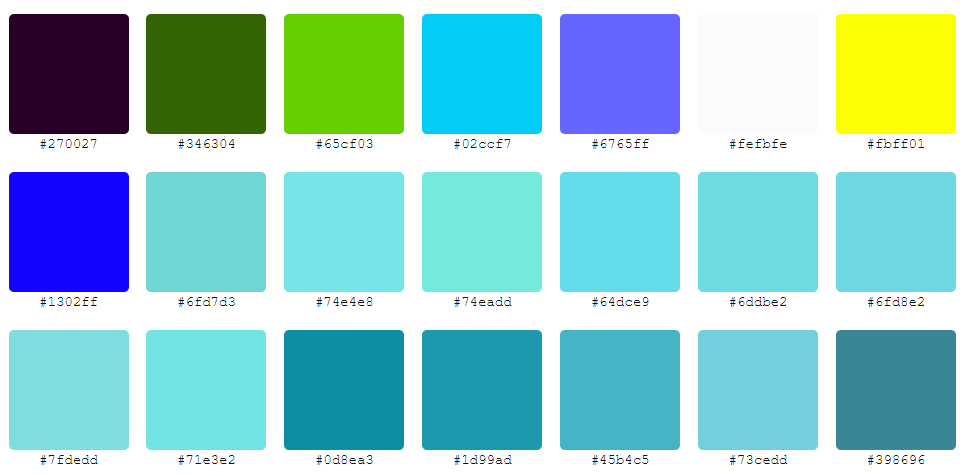 #270027 #346304 #65cf03 #02ccf7 #6765ff #fefbfe #fbff01
#1302ff #6fd7d3 #74e4e8 #74eadd #64dce9 #6ddbe2 #6fd8e2
#7fdedd #71e3e2 #0d8ea3 #1d99ad #45b4c5 #73cedd #398696